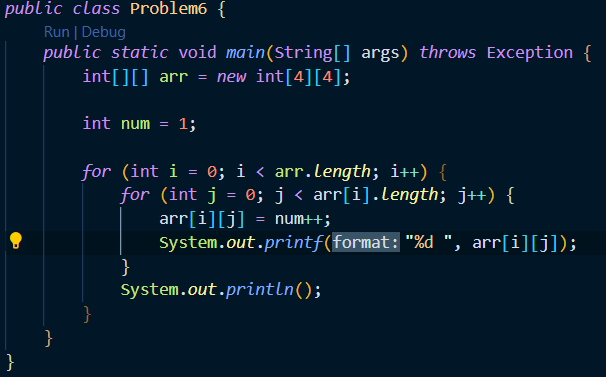 public class Problem6 {
Run | Debug
public static void main(String[] args) throws Exception {
int[][] arr = new int[4][4];
int num = 1;
for (int i = 0; i < arr.length; i++) {
for (int j = 0; j < arr[i].length; j++) {
arr[i][j] = num++;
System.out.printf(format:"%d ", arr[i][j]);
}
System.out.println();
}
}
}